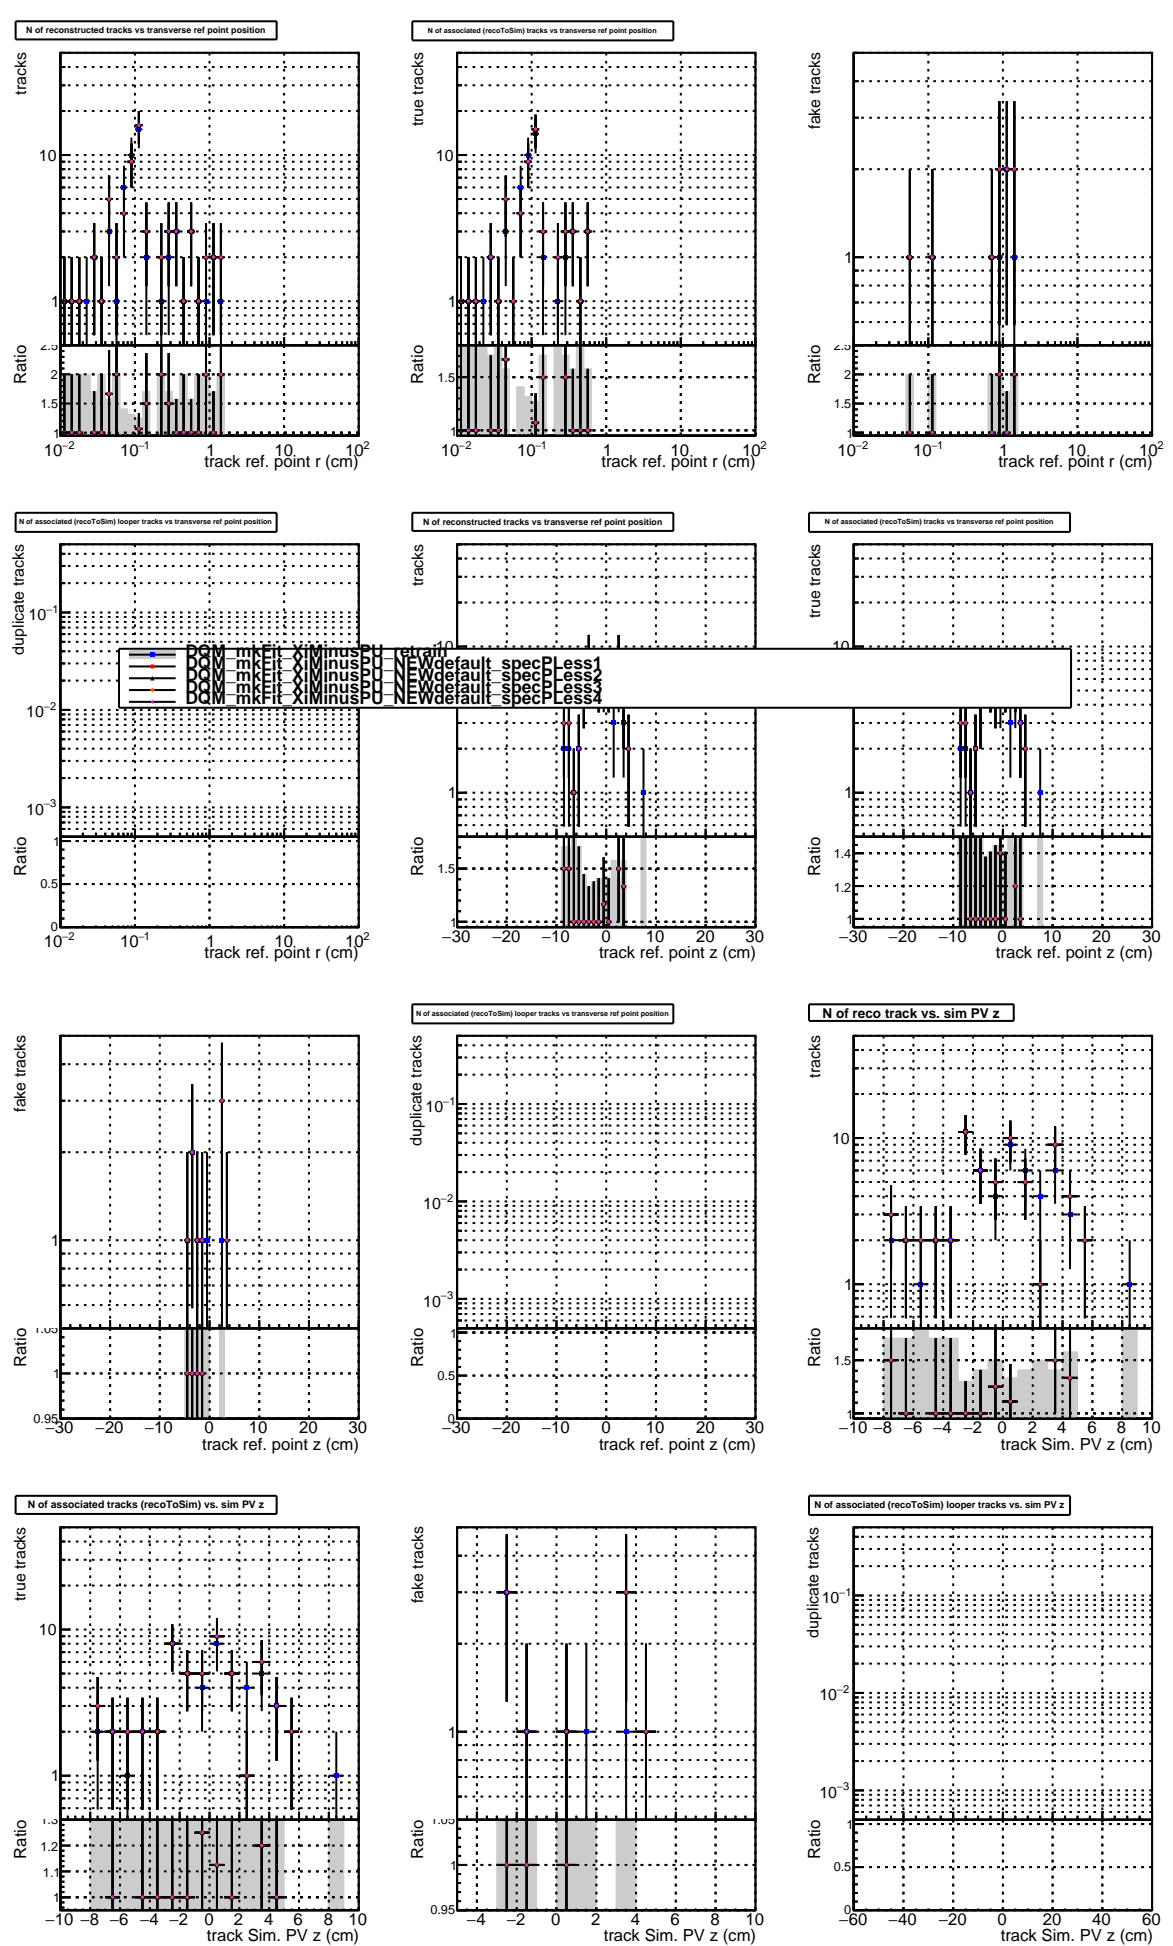 N of reconstructed tracks vs transverse ref point position
N of associated (recoToSim) tracks vs transverse ref point position
tracks
10
1
Ratio
2.5
2
1.5
1
10−2 10−1 1 10 102
track ref. point r (cm)
true tracks
10
1
Ratio
1.5
1
10−2 10−1 1 10 102
track ref. point r (cm)
fake tracks
1
Ratio
2.5
2
1.5
1
10−2 10−1 1 10 102
track ref. point r (cm)
N of associated (recoToSim) looper tracks vs transverse ref point position
N of reconstructed tracks vs transverse ref point position
N of associated (recoToSim) tracks vs transverse ref point position
duplicate tracks
10−1
10−2
10−3
Ratio
1
0.5
0
10−2 10−1 1 10 102
track ref. point r (cm)
tracks
10
1
Ratio
1.5
1
−30 −20 −10 0 10 20 30
track ref. point z (cm)
true tracks
10
1
Ratio
1.4
1.2
1
−30 −20 −10 0 10 20 30
track ref. point z (cm)
DQM_mkFit_XiMinusPU_retrain
DQM_mkFit_XiMinusPU_NEWdefault_specPLess1
DQM_mkFit_XiMinusPU_NEWdefault_specPLess2
DQM_mkFit_XiMinusPU_NEWdefault_specPLess3
DQM_mkFit_XiMinusPU_NEWdefault_specPLess4
N of associated (recoToSim) looper tracks vs transverse ref point position
N of reco track vs. sim PV z
fake tracks
1
Ratio
1.05
1
0.95
−30 −20 −10 0 10 20 30
track ref. point z (cm)
duplicate tracks
10−1
10−2
10−3
Ratio
1
0.5
0
−30 −20 −10 0 10 20 30
track ref. point z (cm)
tracks
10
1
Ratio
1.5
1
−10 −8 −6 −4 −2 0 2 4 6 8 10
track Sim. PV z (cm)
N of associated tracks (recoToSim) vs. sim PV z
N of associated (recoToSim) looper tracks vs. sim PV z
true tracks
10
1
Ratio
1.3
1.2
1.1
1
−10 −8 −6 −4 −2 0 2 4 6 8 10
track Sim. PV z (cm)
fake tracks
1
Ratio
1.05
1
0.95
−4 −2 0 2 4 6 8 10
track Sim. PV z (cm)
duplicate tracks
10−1
10−2
10−3
Ratio
1
0.5
0
−60 −40 −20 0 20 40 60
track Sim. PV z (cm)